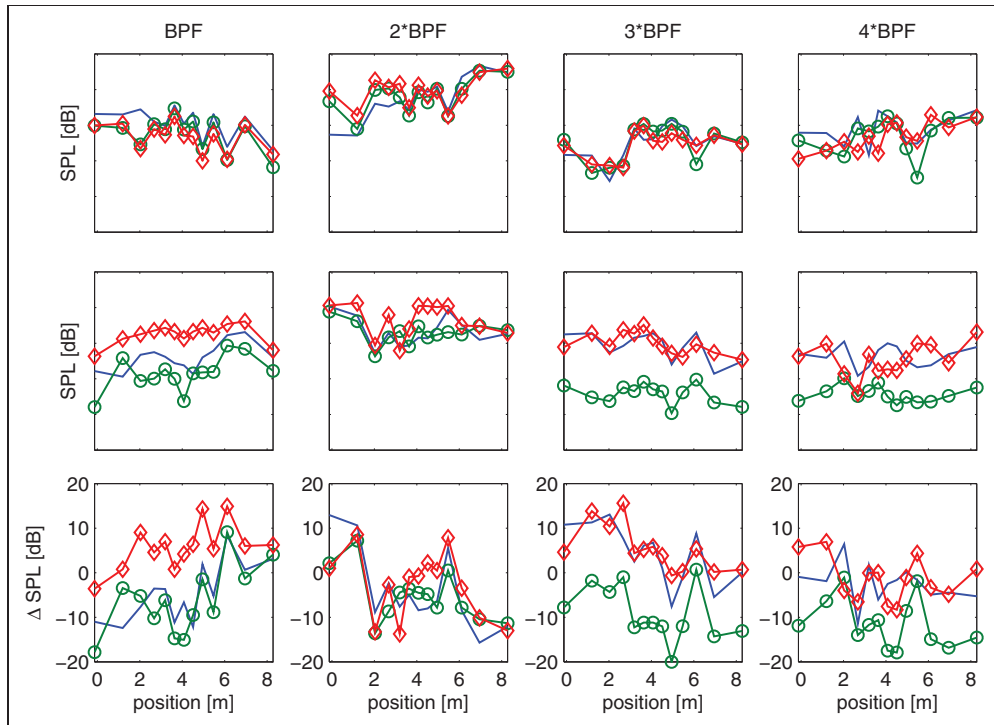 BPF 2*BPF 3*BPF 4*BPF
SPL [dB]
SPL [dB]
Δ SPL [dB]
20 20 20 20
10 10 10 10
0 0 0 0
−10 −10 −10 −10
−20 −20 −20 −20
0 2 4 6 8 0 2 4 6 8 0 2 4 6 8 0 2 4 6 8
position [m] position [m] position [m] position [m]